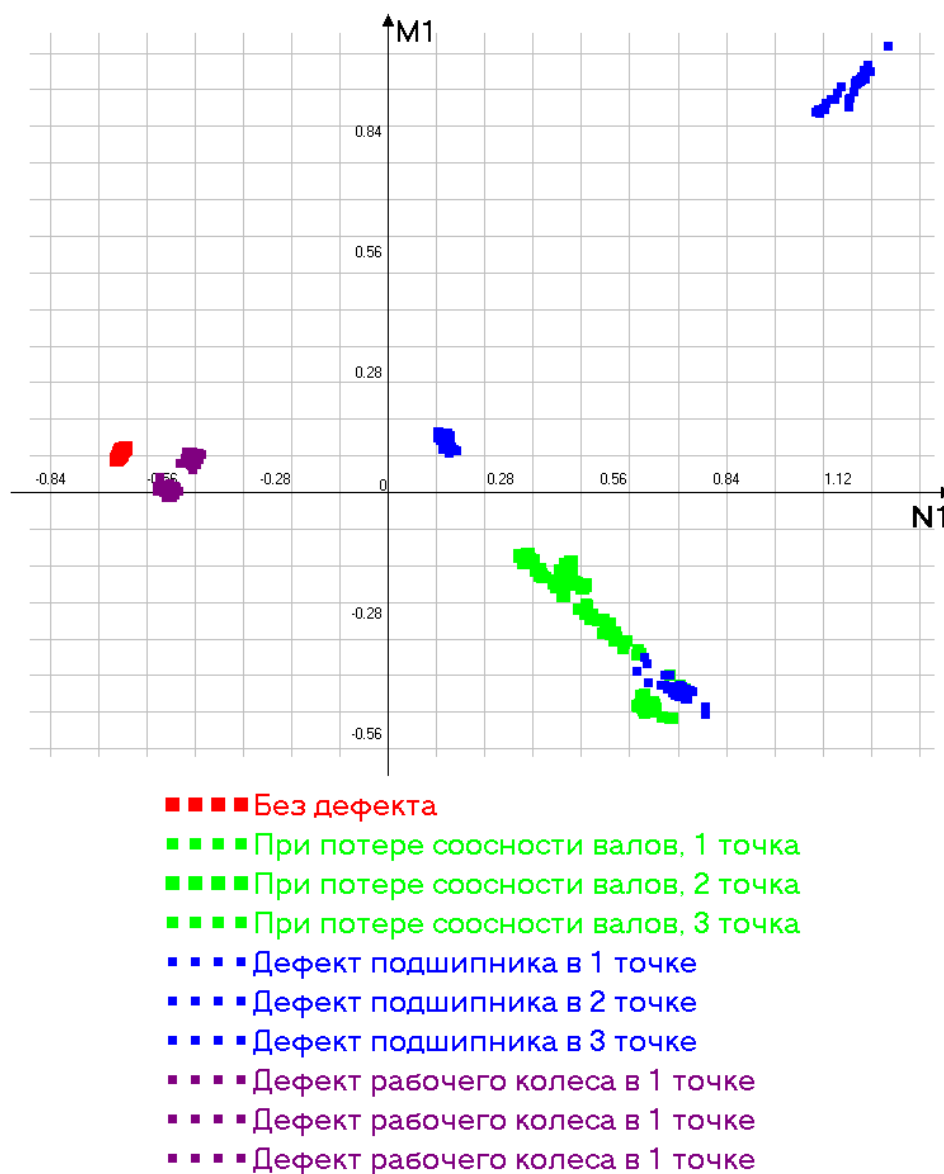 M1
0.84
0.56
0.28
-0.84 -0.56 -0.28 0 0.28 0.56 0.84 1.12
N1
-0.28
-0.56
Без дефекта
При потере соосности валов, 1 точка
При потере соосности валов, 2 точка
При потере соосности валов, 3 точка
Дефект подшипника в 1 точке
Дефект подшипника в 2 точке
Дефект подшипника в 3 точке
Дефект рабочего колеса в 1 точке
Дефект рабочего колеса в 1 точке
Дефект рабочего колеса в 1 точке